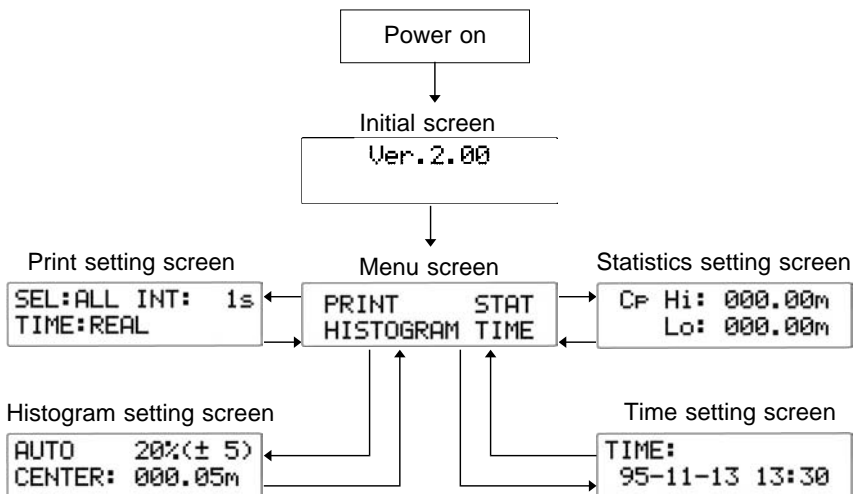 Power on
Initial screen
Ver.2.00
Print setting screen
SEL:ALL INT: 1s
TIME:REAL
Menu screen
PRINT STAT
HISTOGRAM TIME
Statistics setting screen
CP Hi: 000.00m
Lo: 000.00m
Histogram setting screen
AUTO 20%(± 5)
CENTER: 000.05m
Time setting screen
TIME:
95-11-13 13:30